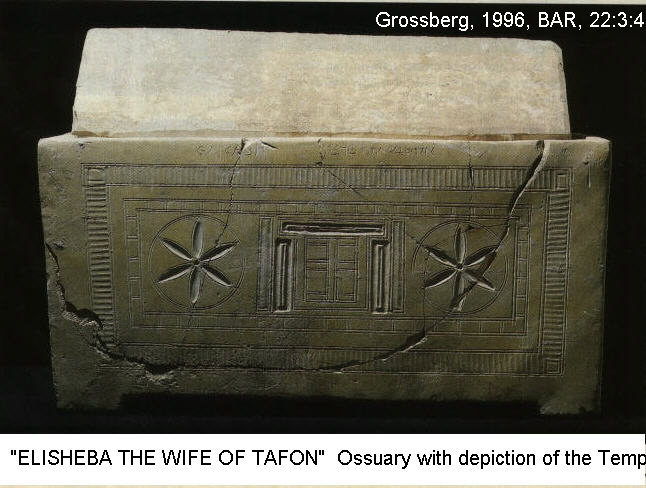 Grossberg, 1996, BAR, 22:3:4
"ELISHEBA THE WIFE OF TAFON" Ossuary with depiction of the Temp